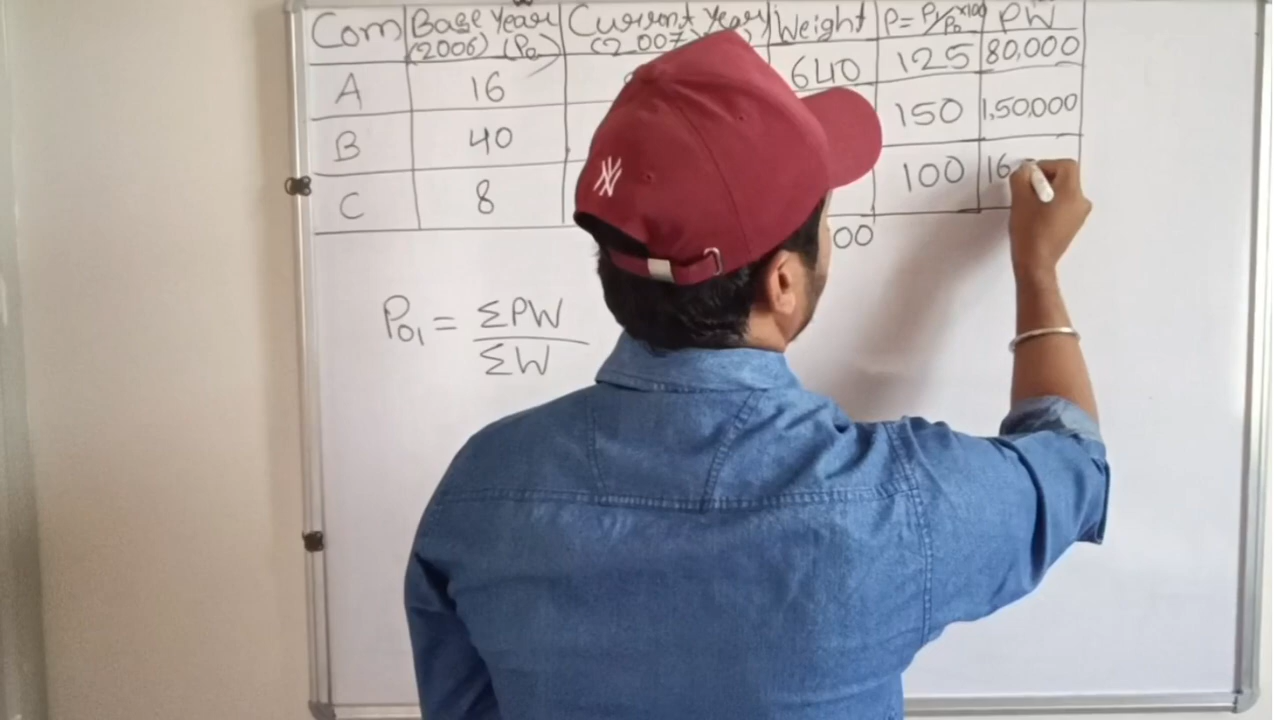 Com Base Year (2006) (P₀) Current Year (2007) Weight P = P₁/P₀ ×100 PW
A 16 640 125 80,000
B 40 150 1,50,000
C 8 100 16
00
P₀₁ = ΣPW / ΣW
NY